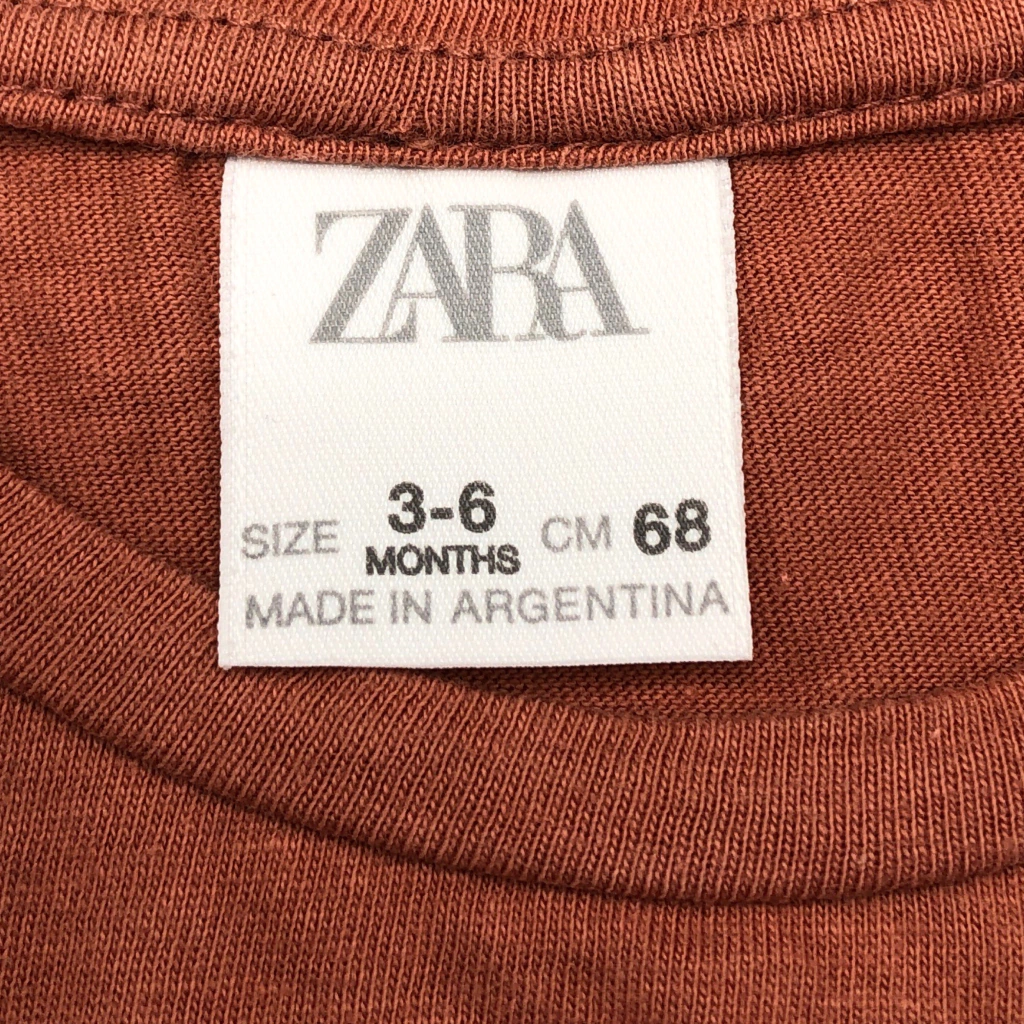 ZARA
SIZE 3-6 MONTHS CM 68
MADE IN ARGENTINA